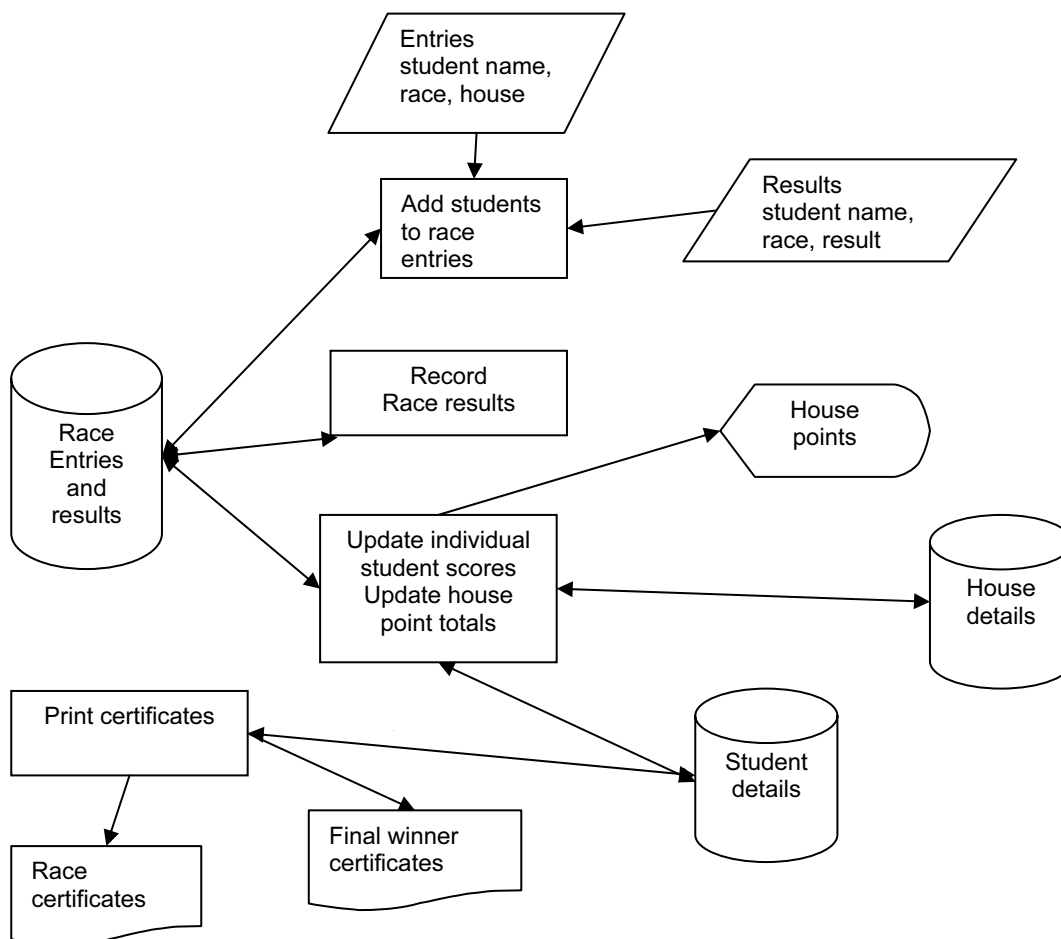 Entries
student name,
race, house
Results
student name,
race, result
Add students
to race
entries
Record
Race results
Race
Entries
and
results
House
points
Update individual
student scores
Update house
point totals
House
details
Print certificates
Student
details
Final winner
certificates
Race
certificates